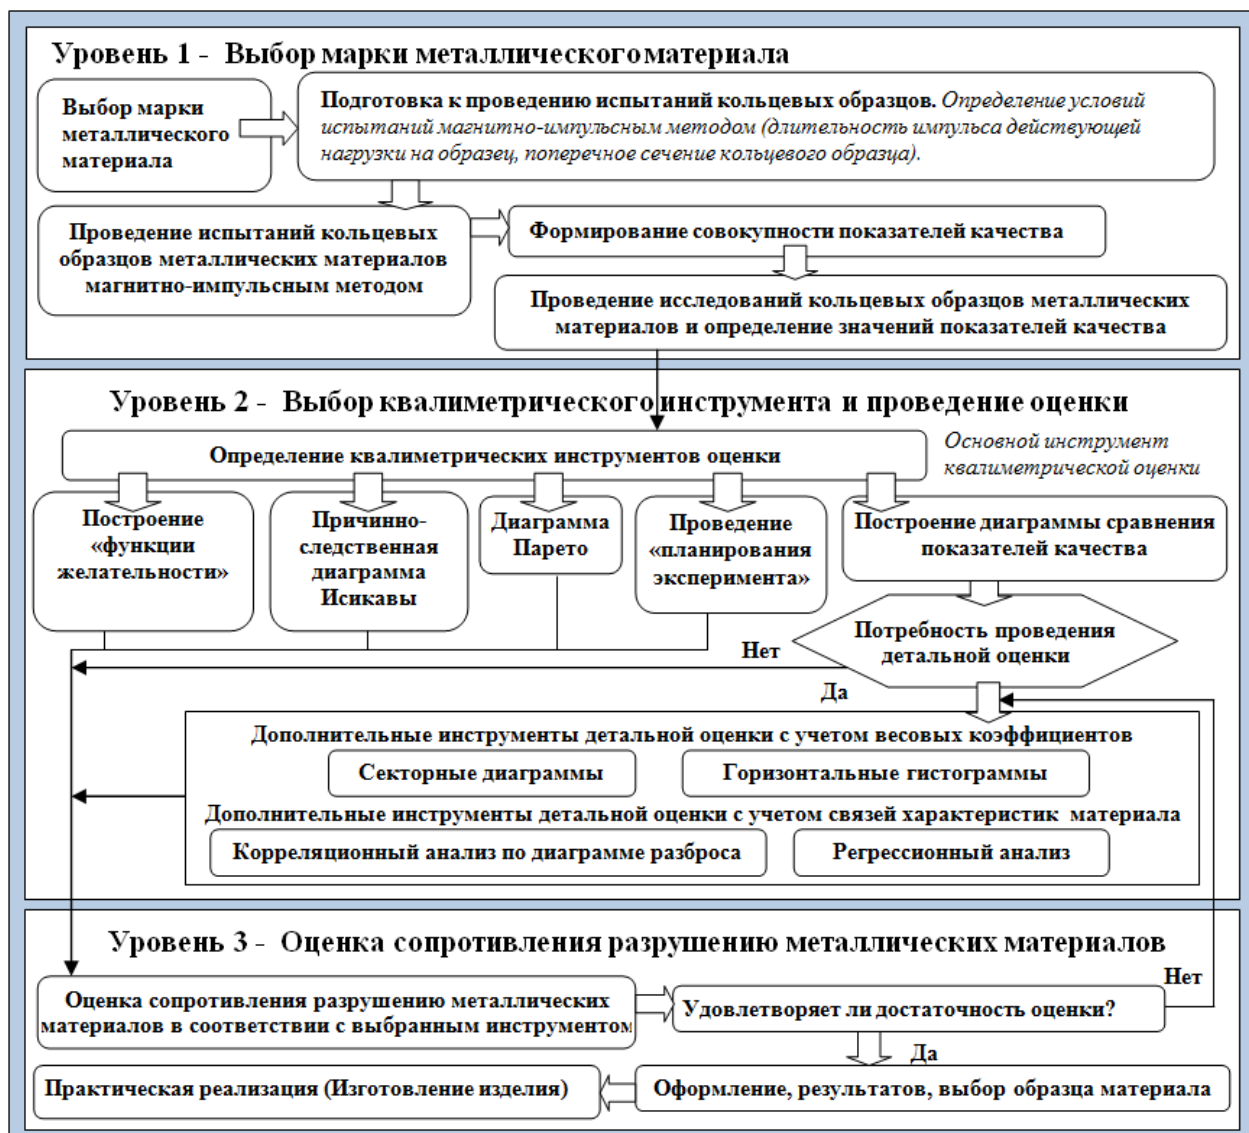 Уровень 1 - Выбор марки металлического материала
Выбор марки
металлического
материала
Подготовка к проведению испытаний кольцевых образцов. Определение условий
испытаний магнитно-импульсным методом (длительность импульса действующей
нагрузки на образец, поперечное сечение кольцевого образца).
Проведение испытаний кольцевых
образцов металлических материалов
магнитно-импульсным методом
Формирование совокупности показателей качества
Проведение исследований кольцевых образцов металлических
материалов и определение значений показателей качества
Уровень 2 - Выбор квалиметрического инструмента и проведение оценки
Определение квалиметрических инструментов оценки
Основной инструмент
квалиметрической оценки
Построение
«функции
желательности»
Причинно-
следственная
диаграмма
Исикавы
Диаграмма
Парето
Проведение
«планирования
эксперимента»
Построение диаграммы сравнения
показателей качества
Потребность проведения
детальной оценки
Нет
Да
Дополнительные инструменты детальной оценки с учетом весовых коэффициентов
Секторные диаграммы
Горизонтальные гистограммы
Дополнительные инструменты детальной оценки с учетом связей характеристик материала
Корреляционный анализ по диаграмме разброса
Регрессионный анализ
Уровень 3 - Оценка сопротивления разрушению металлических материалов
Оценка сопротивления разрушению металлических
материалов в соответствии с выбранным инструментом
Удовлетворяет ли достаточность оценки?
Нет
Да
Оформление, результатов, выбор образца материала
Практическая реализация (Изготовление изделия)